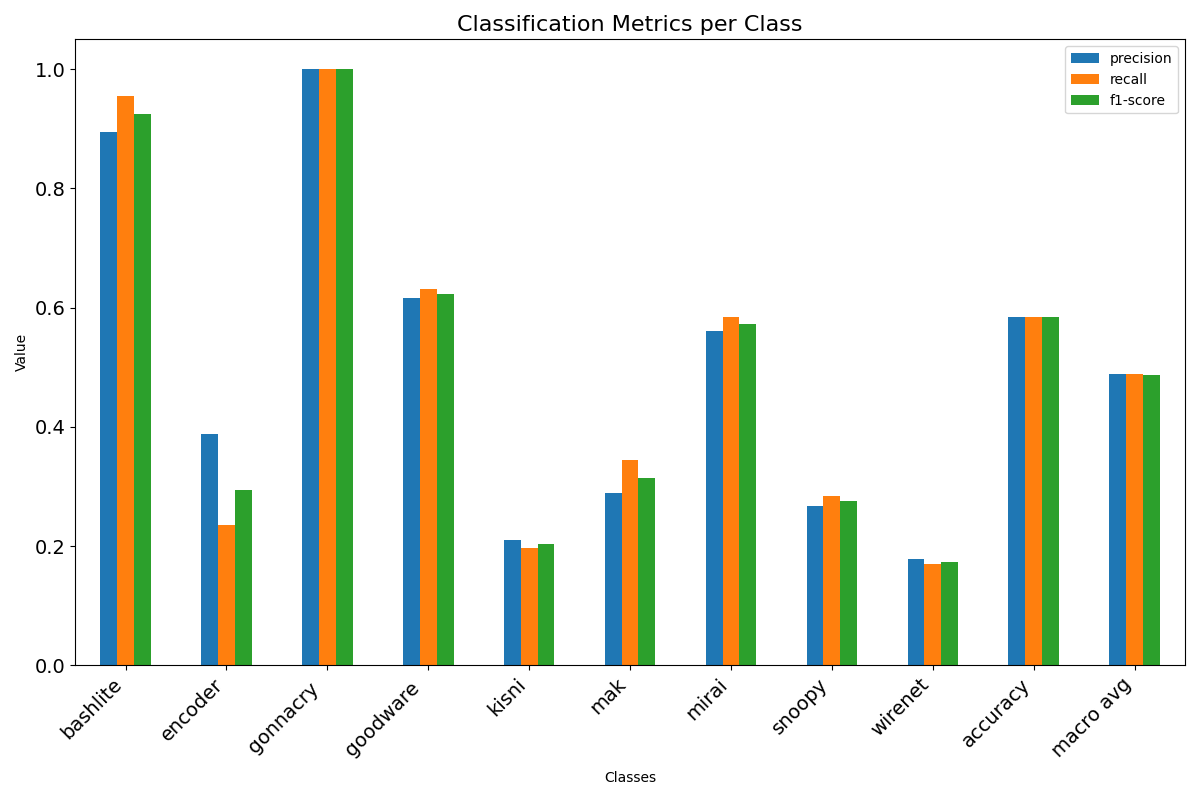 Classification Metrics per Class
precision
recall
f1-score
1.0
0.8
0.6
0.4
0.2
0.0
Value
bashlite
encoder
gonnacry
goodware
kisni
mak
mirai
snoopy
wirenet
accuracy
macro avg
Classes